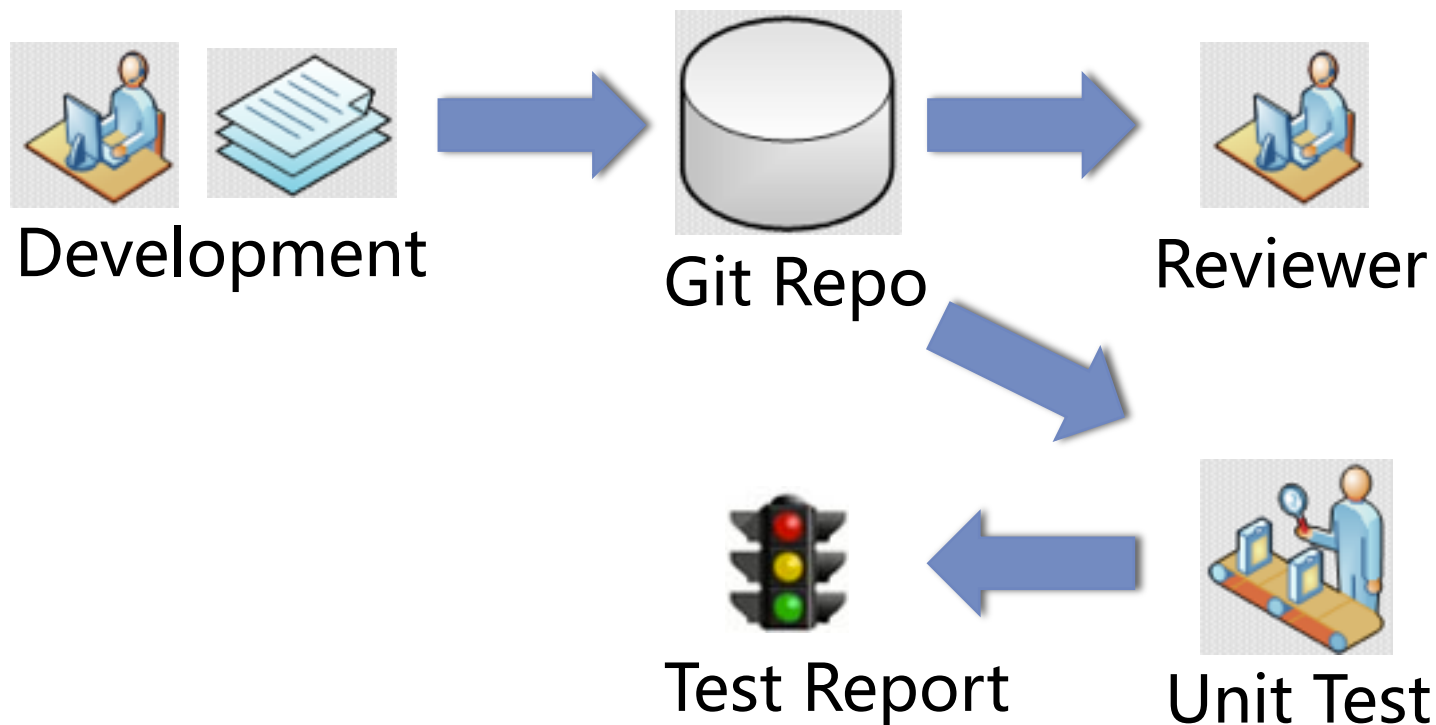 Development
Git Repo
Reviewer
Test Report
Unit Test